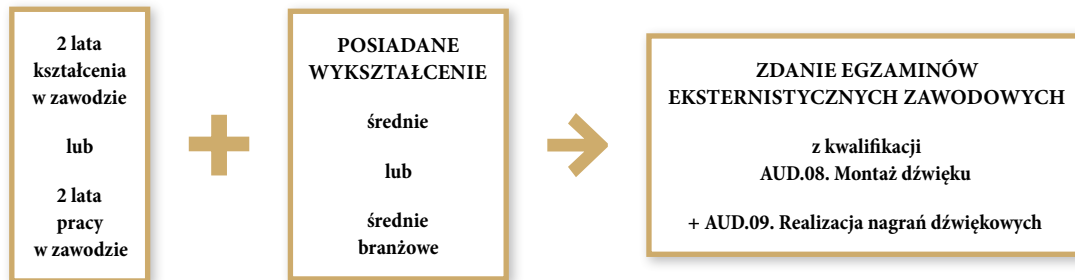 2 lata
kształcenia
w zawodzie
lub
2 lata
pracy
w zawodzie
POSIADANE
WYKSZTAŁCENIE
średnie
lub
średnie
branżowe
ZDANIE EGZAMINÓW
EKSTERNISTYCZNYCH ZAWODOWYCH
z kwalifikacji
AUD.08. Montaż dźwięku
+ AUD.09. Realizacja nagrań dźwiękowych